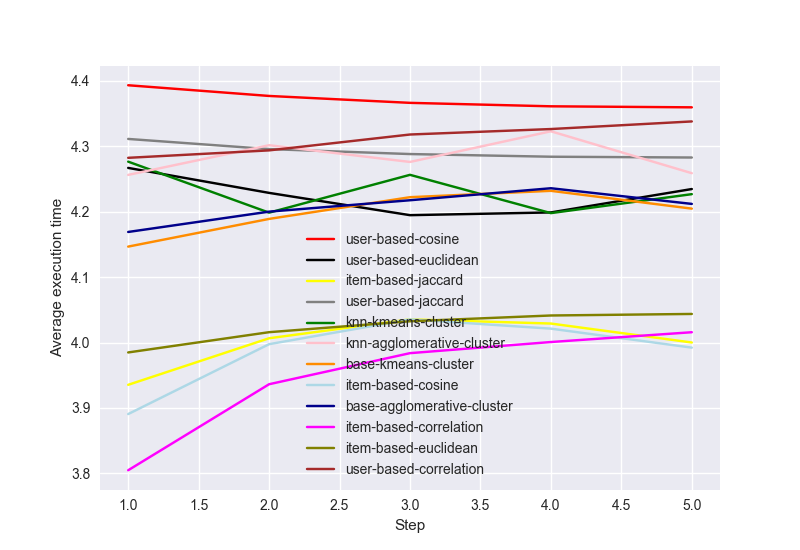 4.4
4.3
4.2
4.1
4.0
3.9
3.8
Average execution time
user-based-cosine
user-based-euclidean
item-based-jaccard
user-based-jaccard
knn-kmeans-cluster
knn-agglomerative-cluster
base-kmeans-cluster
item-based-cosine
base-agglomerative-cluster
item-based-correlation
item-based-euclidean
user-based-correlation
1.0 1.5 2.0 2.5 3.0 3.5 4.0 4.5 5.0
Step